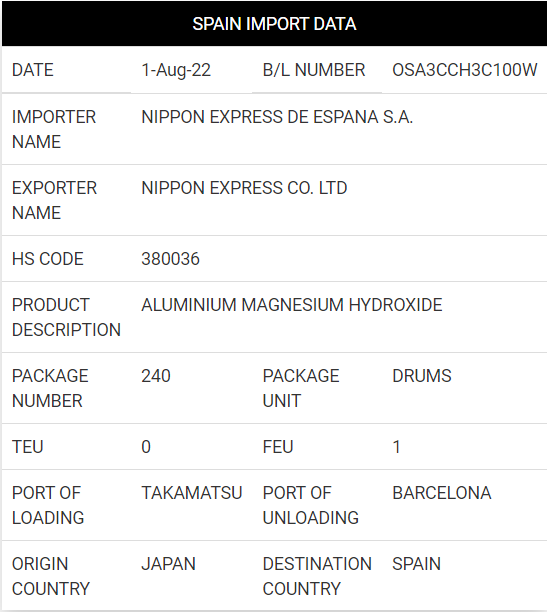 SPAIN IMPORT DATA
DATE 1-Aug-22 B/L NUMBER OSA3CCH3C100W
IMPORTER NAME NIPPON EXPRESS DE ESPANA S.A.
EXPORTER NAME NIPPON EXPRESS CO. LTD
HS CODE 380036
PRODUCT DESCRIPTION ALUMINIUM MAGNESIUM HYDROXIDE
PACKAGE NUMBER 240 PACKAGE UNIT DRUMS
TEU 0 FEU 1
PORT OF LOADING TAKAMATSU PORT OF UNLOADING BARCELONA
ORIGIN COUNTRY JAPAN DESTINATION COUNTRY SPAIN